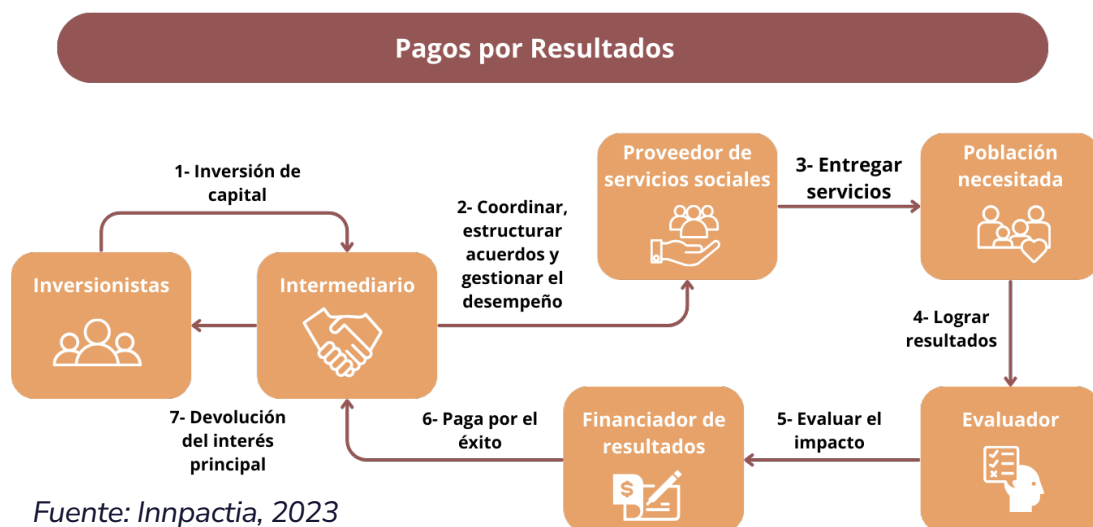 Pagos por Resultados
1- Inversión de
capital
Inversionistas
Intermediario
2- Coordinar,
estructurar
acuerdos y
gestionar el
desempeño
Proveedor de
servicios sociales
3- Entregar
servicios
Población
necesitada
4- Lograr
resultados
Evaluador
5- Evaluar el
impacto
Financiador de
resultados
$
6- Paga por el
éxito
7- Devolución
del interés
principal
Fuente: Innpactia, 2023